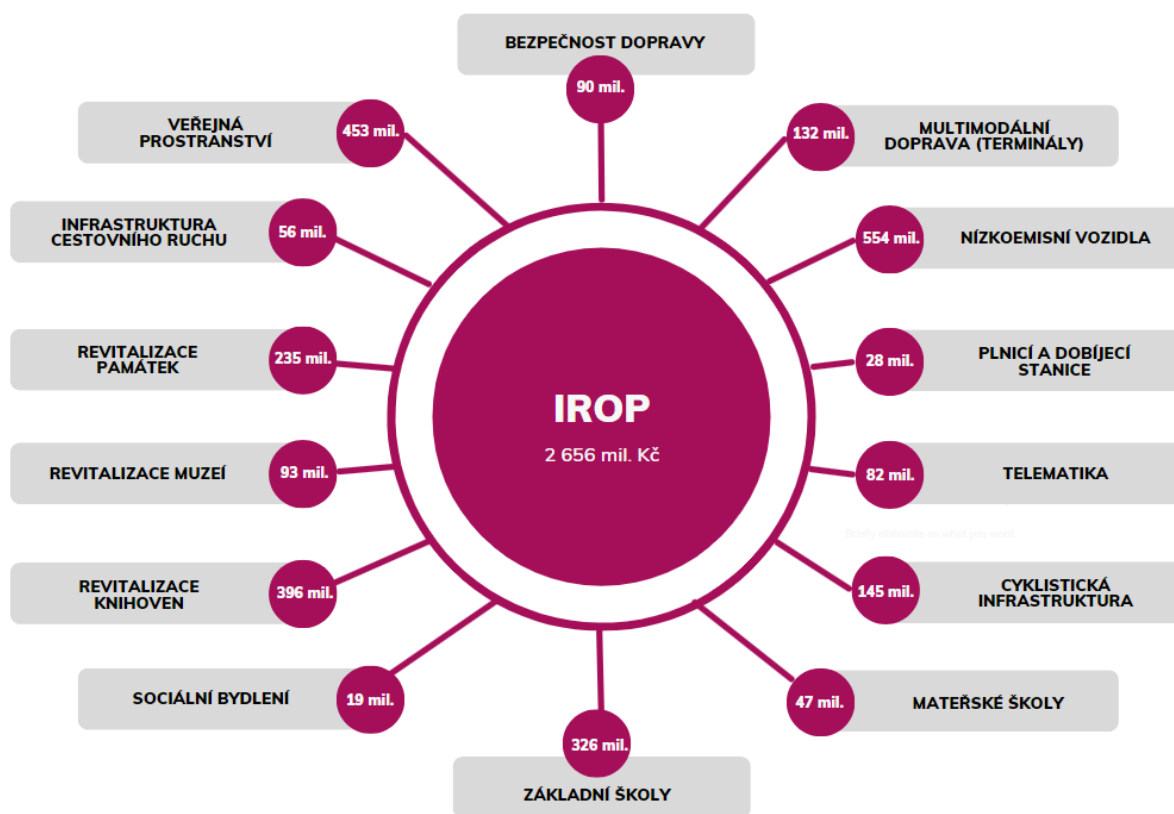 BEZPEČNOST DOPRAVY
90 mil.
VEŘEJNÁ
PROSTRANSTVÍ
453 mil.
132 mil.
MULTIMODÁLNÍ
DOPRAVA (TERMINÁLY)
INFRASTRUKTURA
CESTOVNÍHO RUCHU
56 mil.
554 mil.
NÍZKOEMISNÍ VOZIDLA
REVITALIZACE
PAMÁTEK
235 mil.
28 mil.
PLNICÍ A DOBÍJECÍ
STANICE
IROP
2 656 mil. Kč
REVITALIZACE MUZEÍ
93 mil.
82 mil.
TELEMATIKA
REVITALIZACE
KNIHOVEN
396 mil.
145 mil.
CYKLISTICKÁ
INFRASTRUKTURA
SOCIÁLNÍ BYDLENÍ
19 mil.
47 mil.
MATEŘSKÉ ŠKOLY
326 mil.
ZÁKLADNÍ ŠKOLY